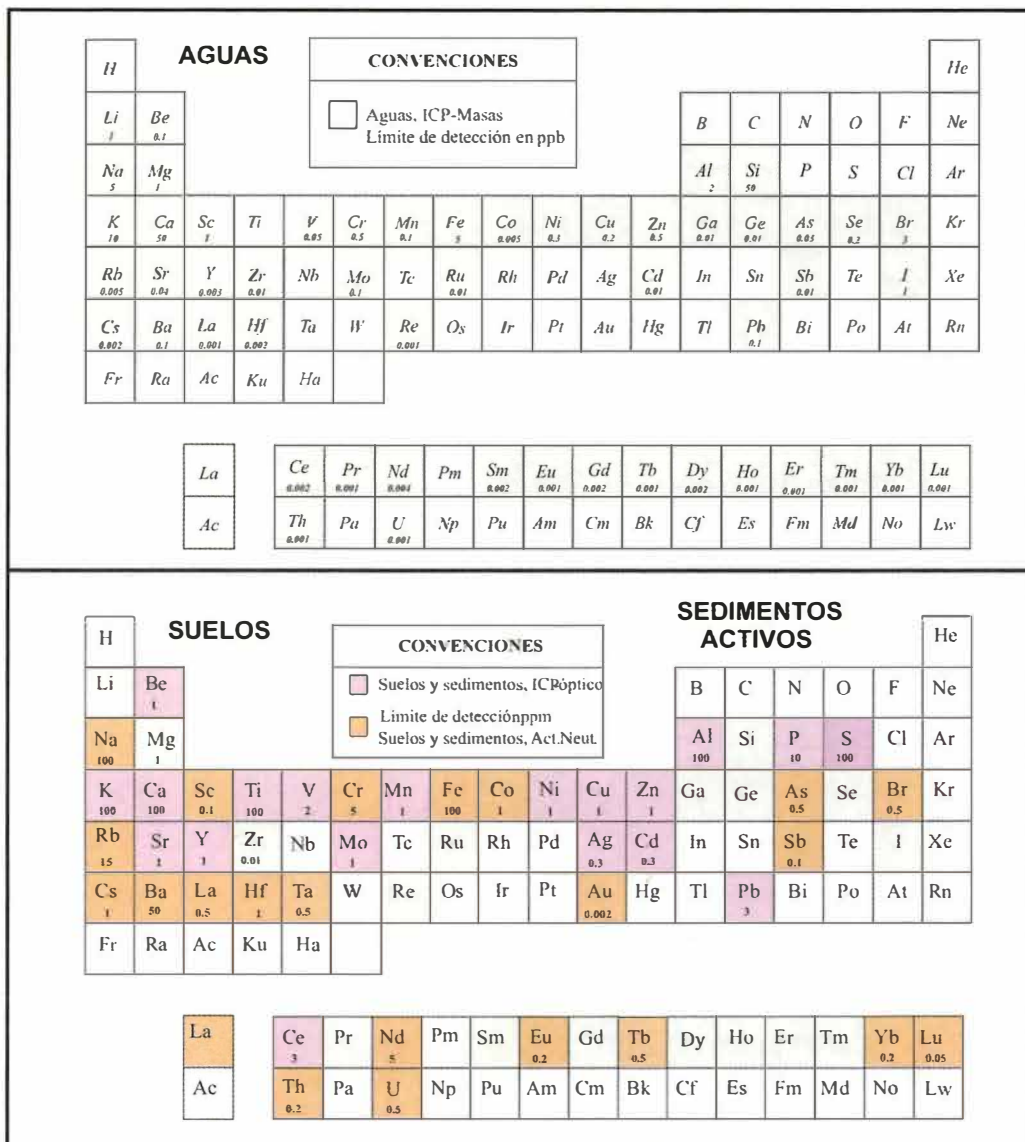 AGUAS
CONVENCIONES
Aguas, ICP-Masas
Límite de detección en ppb
H He
Li Be B C N O F Ne
1 0.1
Na Mg Al Si P S Cl Ar
5 1 2 50
K Ca Sc Ti V Cr Mn Fe Co Ni Cu Zn Ga Ge As Se Br Kr
10 50 1 0.05 0.5 0.1 5 0.005 0.3 0.2 0.5 0.01 0.01 0.05 0.2 3
Rb Sr Y Zr Nb Mo Tc Ru Rh Pd Ag Cd In Sn Sb Te I Xe
0.005 0.04 0.003 0.01 0.1 0.01 0.01 0.01 1
Cs Ba La Hf Ta W Re Os Ir Pt Au Hg Tl Pb Bi Po At Rn
0.002 0.1 0.001 0.002 0.001 0.1
Fr Ra Ac Ku Ha
La Ce Pr Nd Pm Sm Eu Gd Tb Dy Ho Er Tm Yb Lu
0.002 0.001 0.002 0.001 0.002 0.001 0.002 0.001 0.001 0.001 0.001 0.001
Ac Th Pa U Np Pu Am Cm Bk Cf Es Fm Md No Lw
0.001 0.001
SUELOS
SEDIMENTOS
ACTIVOS
CONVENCIONES
Suelos y sedimentos, ICPóptico
Limite de detecciónppm
Suelos y sedimentos, Act.Neut.
H He
Li Be B C N O F Ne
1
Na Mg Al Si P S Cl Ar
100 1 100 10 100
K Ca Sc Ti V Cr Mn Fe Co Ni Cu Zn Ga Ge As Se Br Kr
100 100 0.1 100 2 5 1 100 1 1 1 1 0.5 0.5
Rb Sr Y Zr Nb Mo Tc Ru Rh Pd Ag Cd In Sn Sb Te I Xe
15 1 1 0.01 1 0.3 0.3 0.1
Cs Ba La Hf Ta W Re Os Ir Pt Au Hg Tl Pb Bi Po At Rn
1 50 0.5 1 0.5 0.002 3
Fr Ra Ac Ku Ha
La Ce Pr Nd Pm Sm Eu Gd Tb Dy Ho Er Tm Yb Lu
3 5 0.2 0.5 0.2 0.05
Ac Th Pa U Np Pu Am Cm Bk Cf Es Fm Md No Lw
0.2 0.5